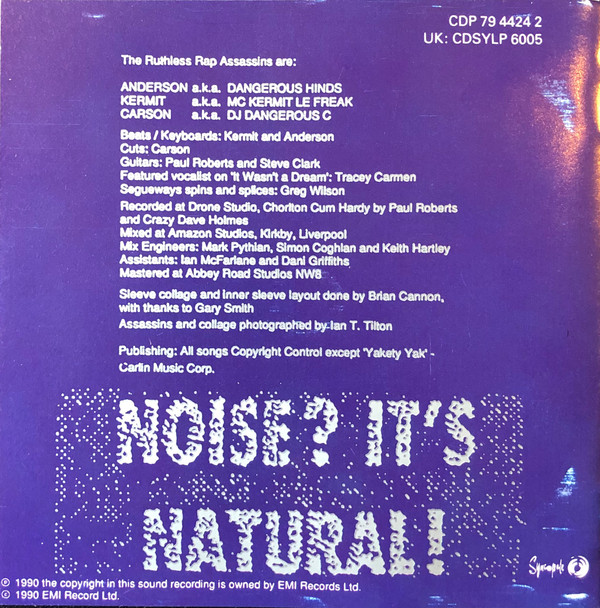 CDP 79 4424 2
UK: CDSYLP 6005
The Ruthless Rap Assassins are:
ANDERSON a.k.a. DANGEROUS HINDS
KERMIT a.k.a. MC KERMIT LE FREAK
CARSON a.k.a. DJ DANGEROUS C
Beats / Keyboards: Kermit and Anderson
Cuts: Carson
Guitars: Paul Roberts and Steve Clark
Featured vocalist on 'It Wasn't a Dream': Tracey Carmen
Segueways spins and splices: Greg Wilson
Recorded at Drone Studio, Chorlton Cum Hardy by Paul Roberts
and Crazy Dave Holmes
Mixed at Amazon Studios, Kirkby, Liverpool
Mix Engineers: Mark Pythian, Simon Coghlan and Keith Hartley
Assistants: Ian McFarlane and Dani Griffiths
Mastered at Abbey Road Studios NW8
Sleeve collage and inner sleeve layout done by Brian Cannon,
with thanks to Gary Smith
Assassins and collage photographed by Ian T. Tilton
Publishing: All songs Copyright Control except 'Yakety Yak' -
Carlin Music Corp.
NOISE? IT'S
NATURAL!
Syncopate
℗ 1990 the copyright in this sound recording is owned by EMI Records Ltd.
© 1990 EMI Record Ltd.